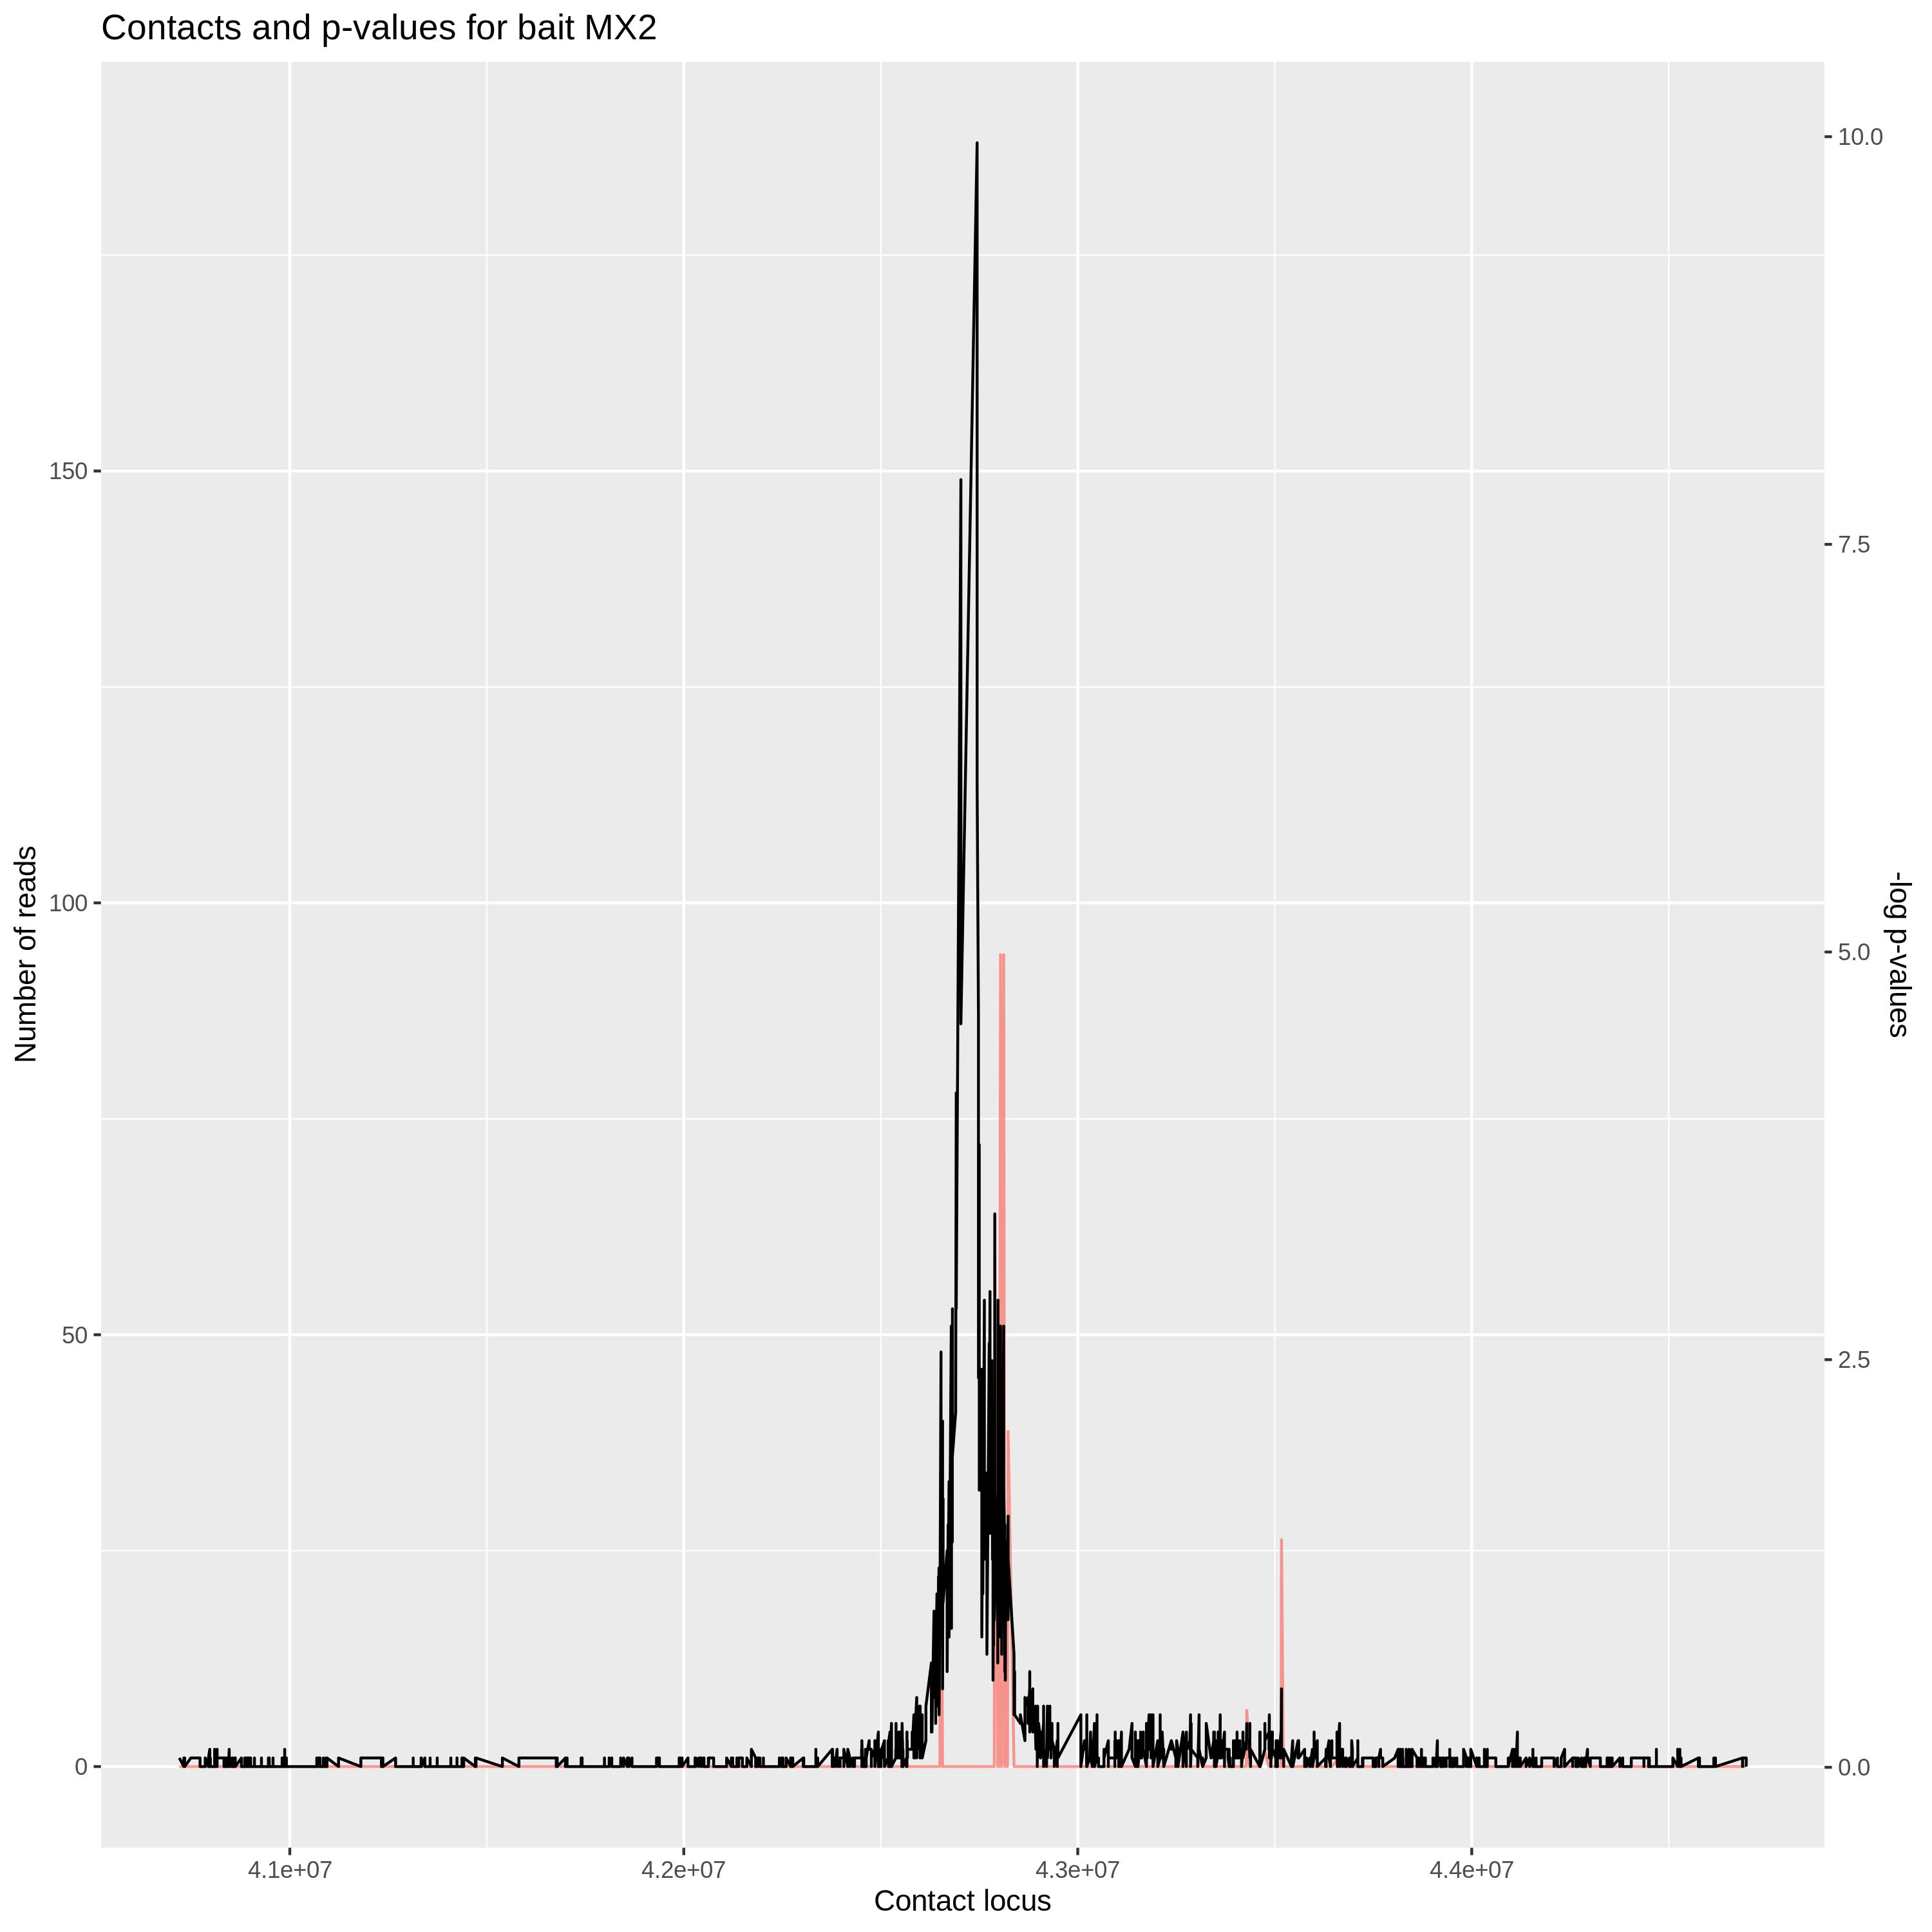 Contacts and p-values for bait MX2
Number of reads
150
100
50
0
10.0
7.5
5.0
2.5
0.0
-log p-values
4.1e+07
4.2e+07
4.3e+07
4.4e+07
Contact locus